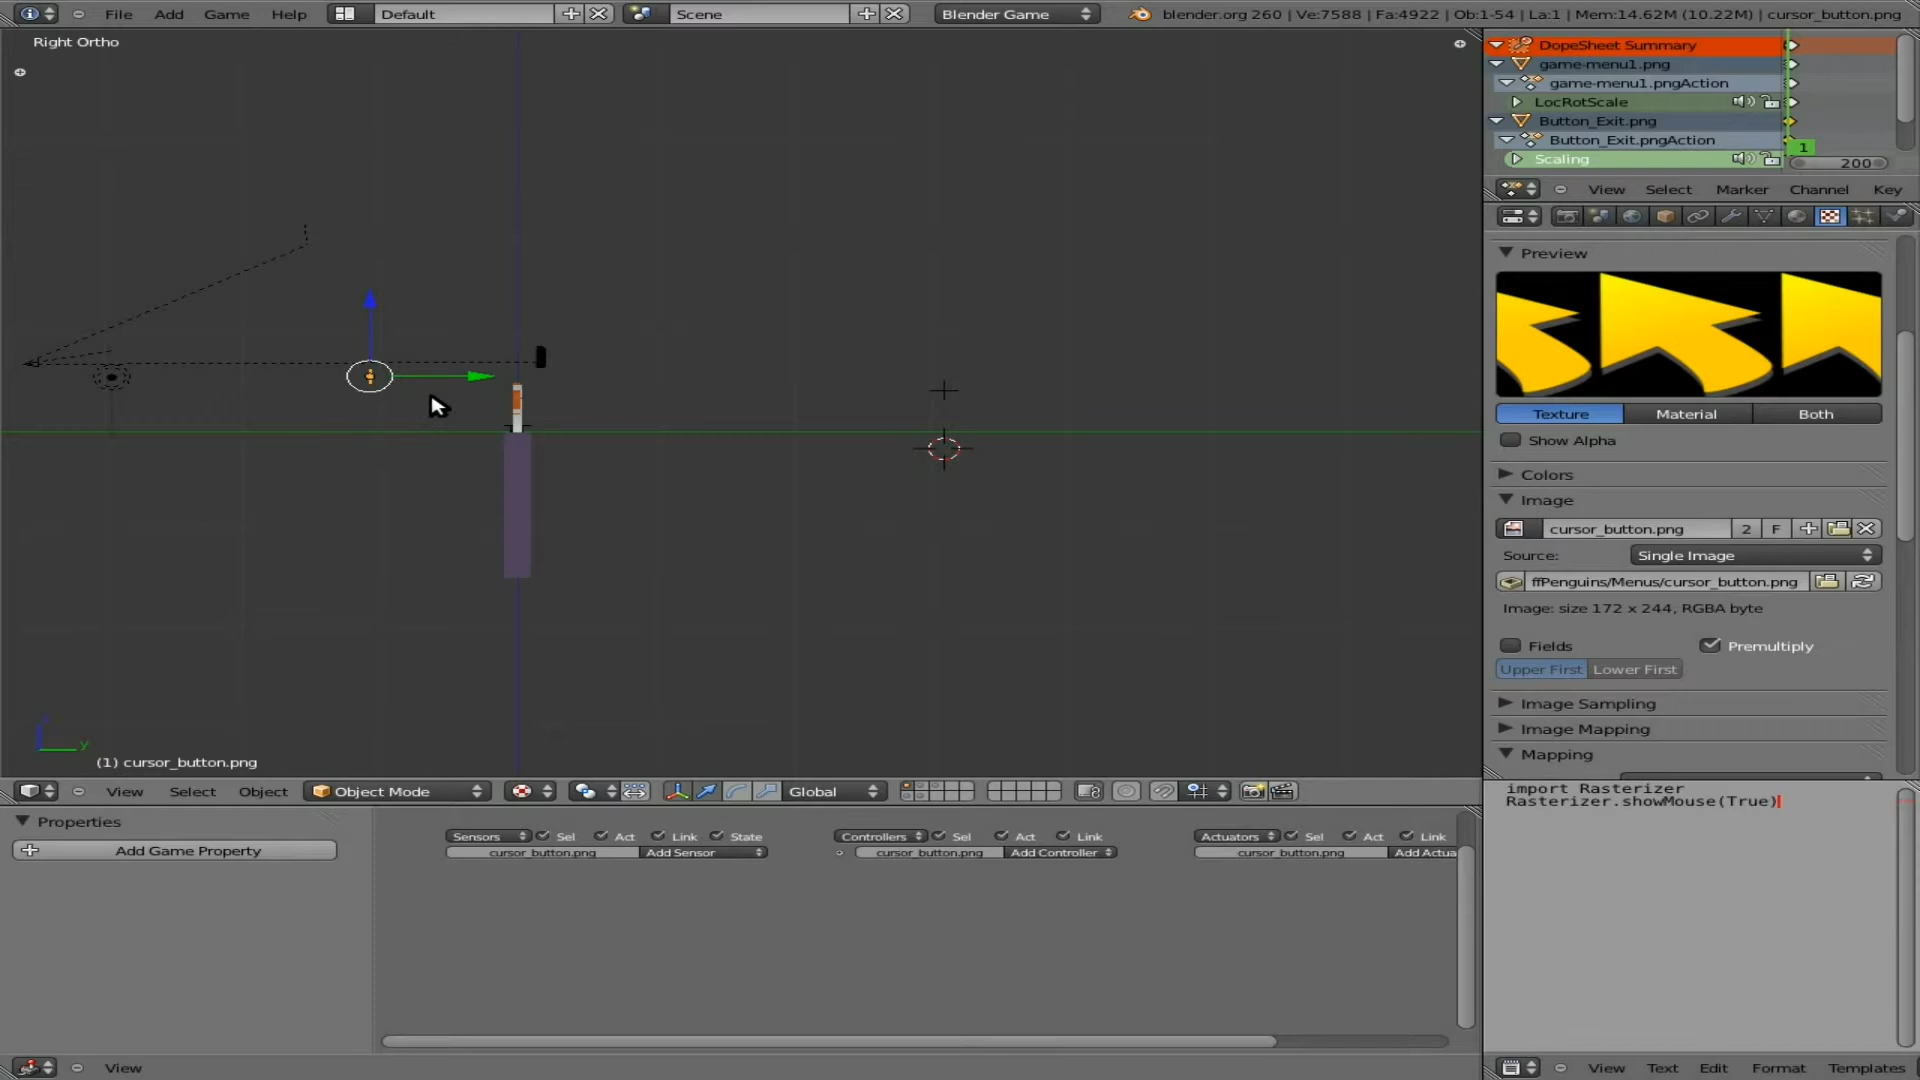 File Add Game Help Default Scene Blender Game blender.org 260 | Ve:7588 | Fa:4922 | Ob:1-54 | La:1 | Mem:14.62M (10.22M) | cursor_button.png
Right Ortho
DopeSheet Summary
game-menu1.png
game-menu1.pngAction
LocRotScale
Button_Exit.png
Button_Exit.pngAction
1
Scaling
200
View Select Marker Channel Key
Preview
Texture Material Both
Show Alpha
Colors
Image
cursor_button.png 2 F
Source: Single Image
ffPenguins/Menus/cursor_button.png
Image: size 172 x 244, RGBA byte
Fields Premultiply
Upper First Lower First
Image Sampling
Image Mapping
Mapping
y
(1) cursor_button.png
View Select Object Object Mode Global
import Rasterizer
Rasterizer.showMouse(True)
Properties
Add Game Property
Sensors Sel Act Link State Controllers Sel Act Link Actuators Sel Act Link
cursor_button.png Add Sensor cursor_button.png Add Controller cursor_button.png Add Actua
View
View Text Edit Format Templates